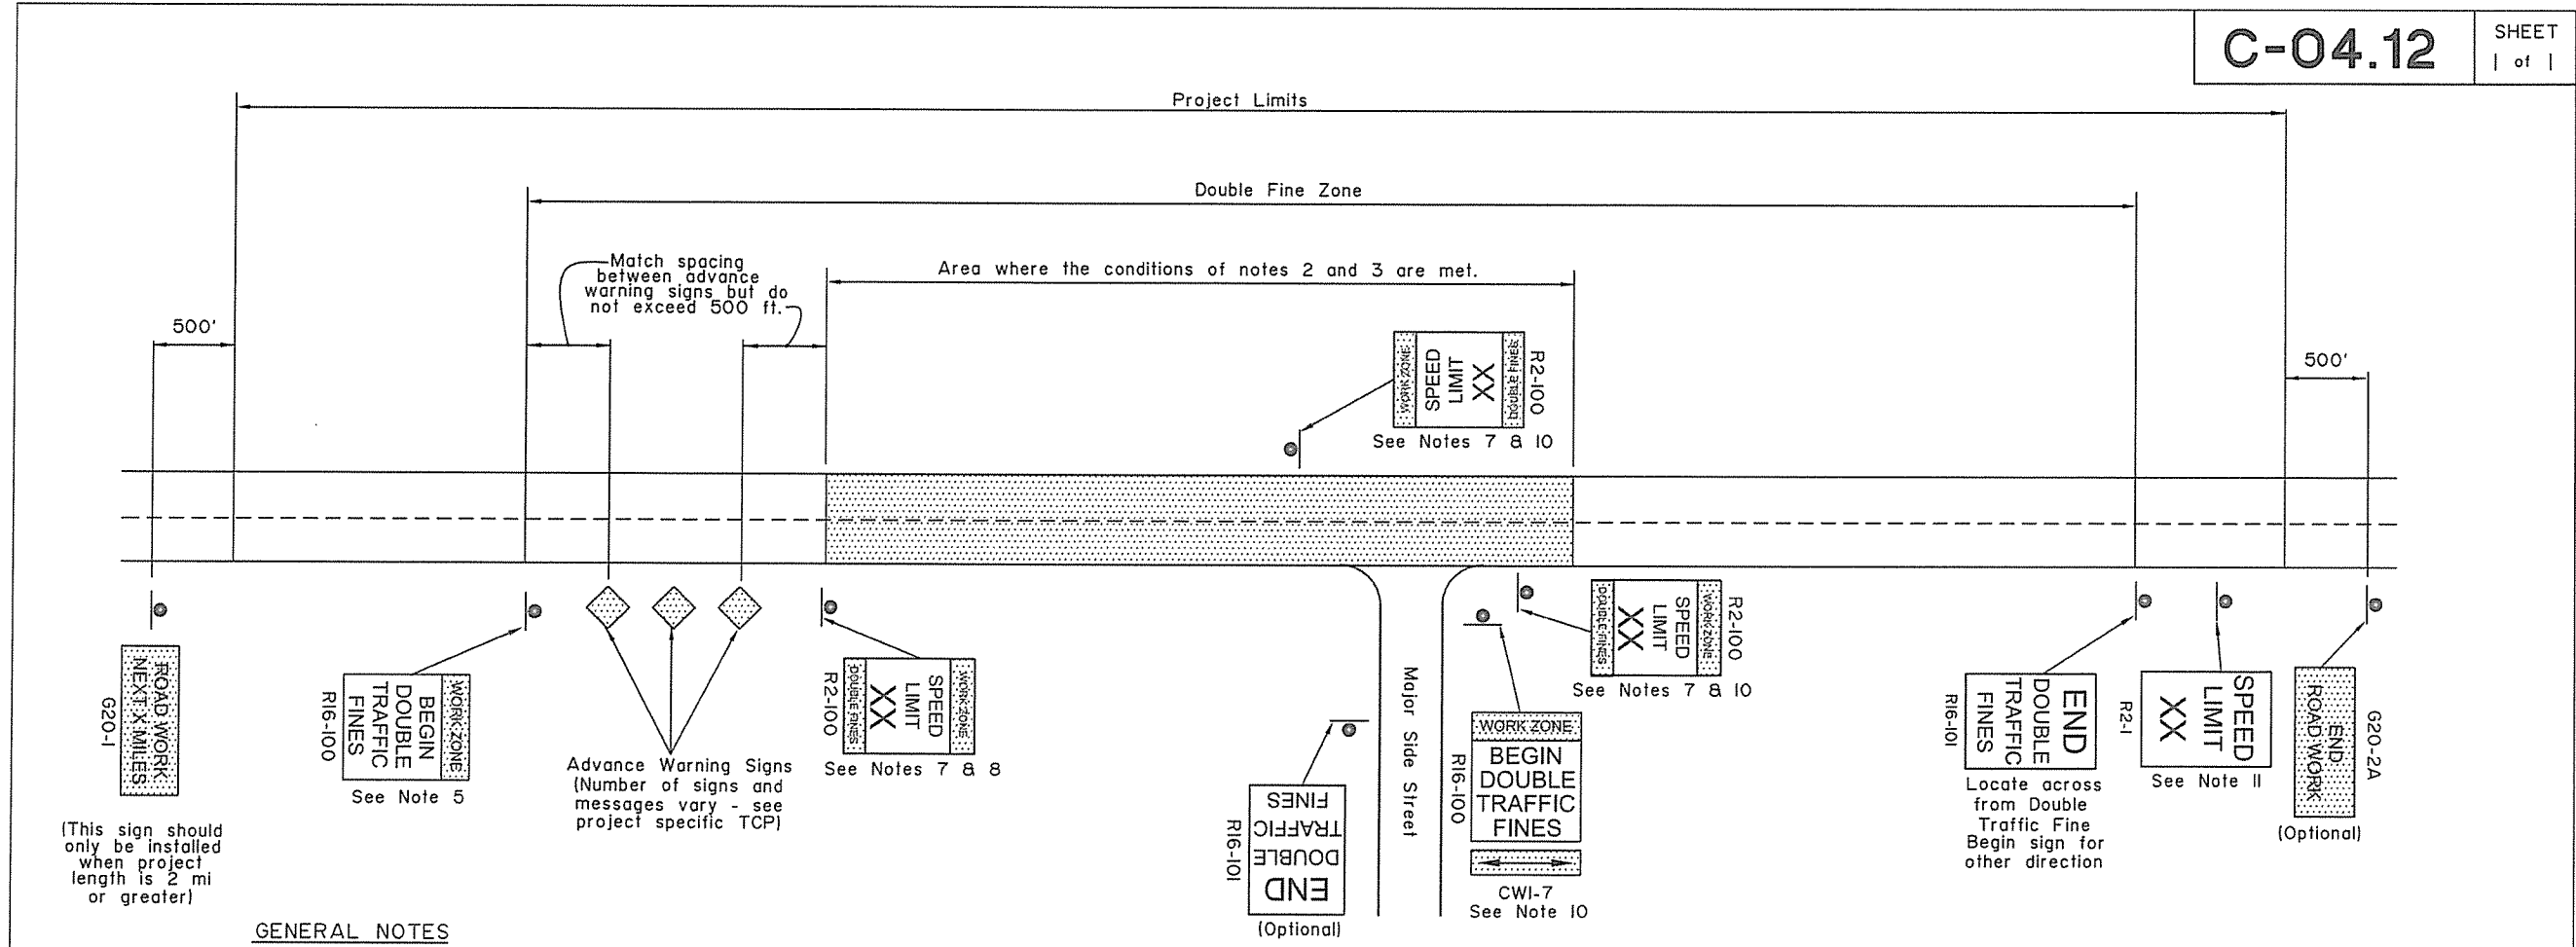 C-04.12
SHEET
1 of 1
Project Limits
Double Fine Zone
Match spacing
between advance
warning signs but do
not exceed 500 ft.
Area where the conditions of notes 2 and 3 are met.
500'
500'
WORK ZONE
SPEED
LIMIT
XX
DOUBLE FINES
R2-100
See Notes 7 & 10
ROAD WORK
NEXT X MILES
G20-1
(This sign should
only be installed
when project
length is 2 mi
or greater)
WORK ZONE
BEGIN
DOUBLE
TRAFFIC
FINES
R16-100
See Note 5
Advance Warning Signs
(Number of signs and
messages vary - see
project specific TCP)
WORK ZONE
SPEED
LIMIT
XX
DOUBLE FINES
R2-100
See Notes 7 & 8
END
DOUBLE
TRAFFIC
FINES
R16-101
(Optional)
Major Side Street
WORK ZONE
BEGIN
DOUBLE
TRAFFIC
FINES
R16-100
CW1-7
See Note 10
WORK ZONE
SPEED
LIMIT
XX
DOUBLE FINES
R2-100
See Notes 7 & 10
END
DOUBLE
TRAFFIC
FINES
R16-101
Locate across
from Double
Traffic Fine
Begin sign for
other direction
SPEED
LIMIT
XX
R2-1
See Note 11
END
ROAD WORK
G20-2A
(Optional)
GENERAL NOTES